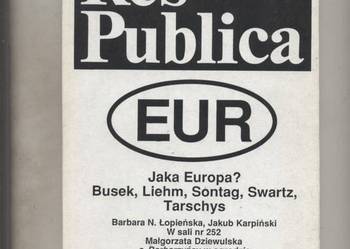 Res
Publica
EUR
Jaka Europa?
Busek, Liehm, Sontag, Swartz,
Tarschys
Barbara N. Łopieńska, Jakub Karpiński
W sali nr 252
Małgorzata Dziewulska